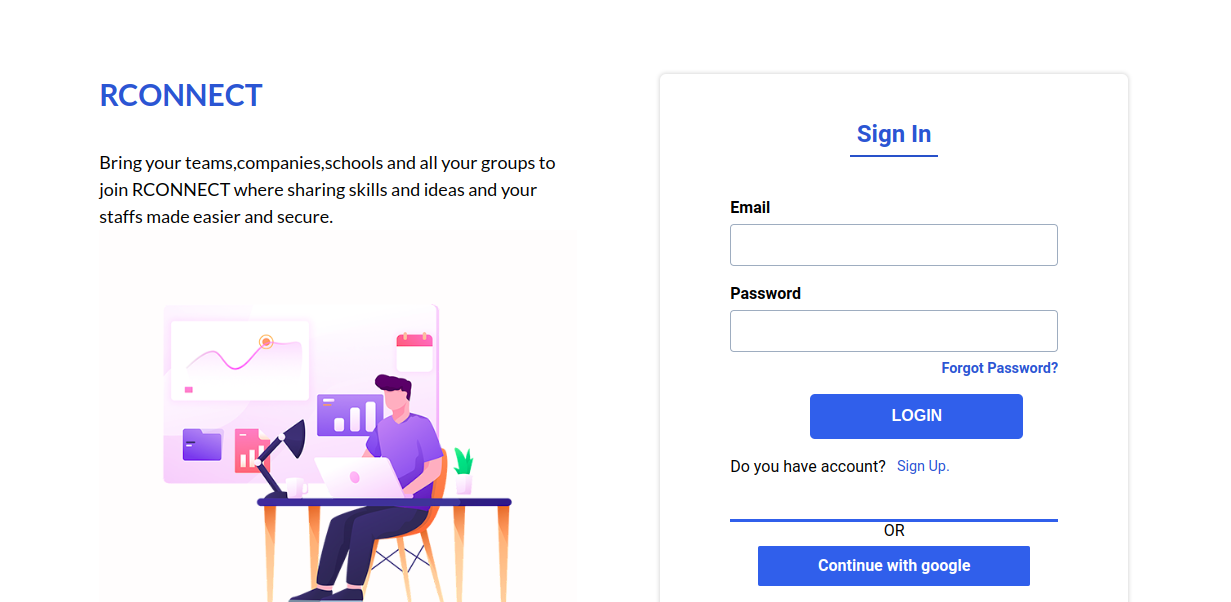 RCONNECT
Bring your teams,companies,schools and all your groups to
join RCONNECT where sharing skills and ideas and your
staffs made easier and secure.
Sign In
Email
Password
Forgot Password?
LOGIN
Do you have account? Sign Up.
OR
Continue with google